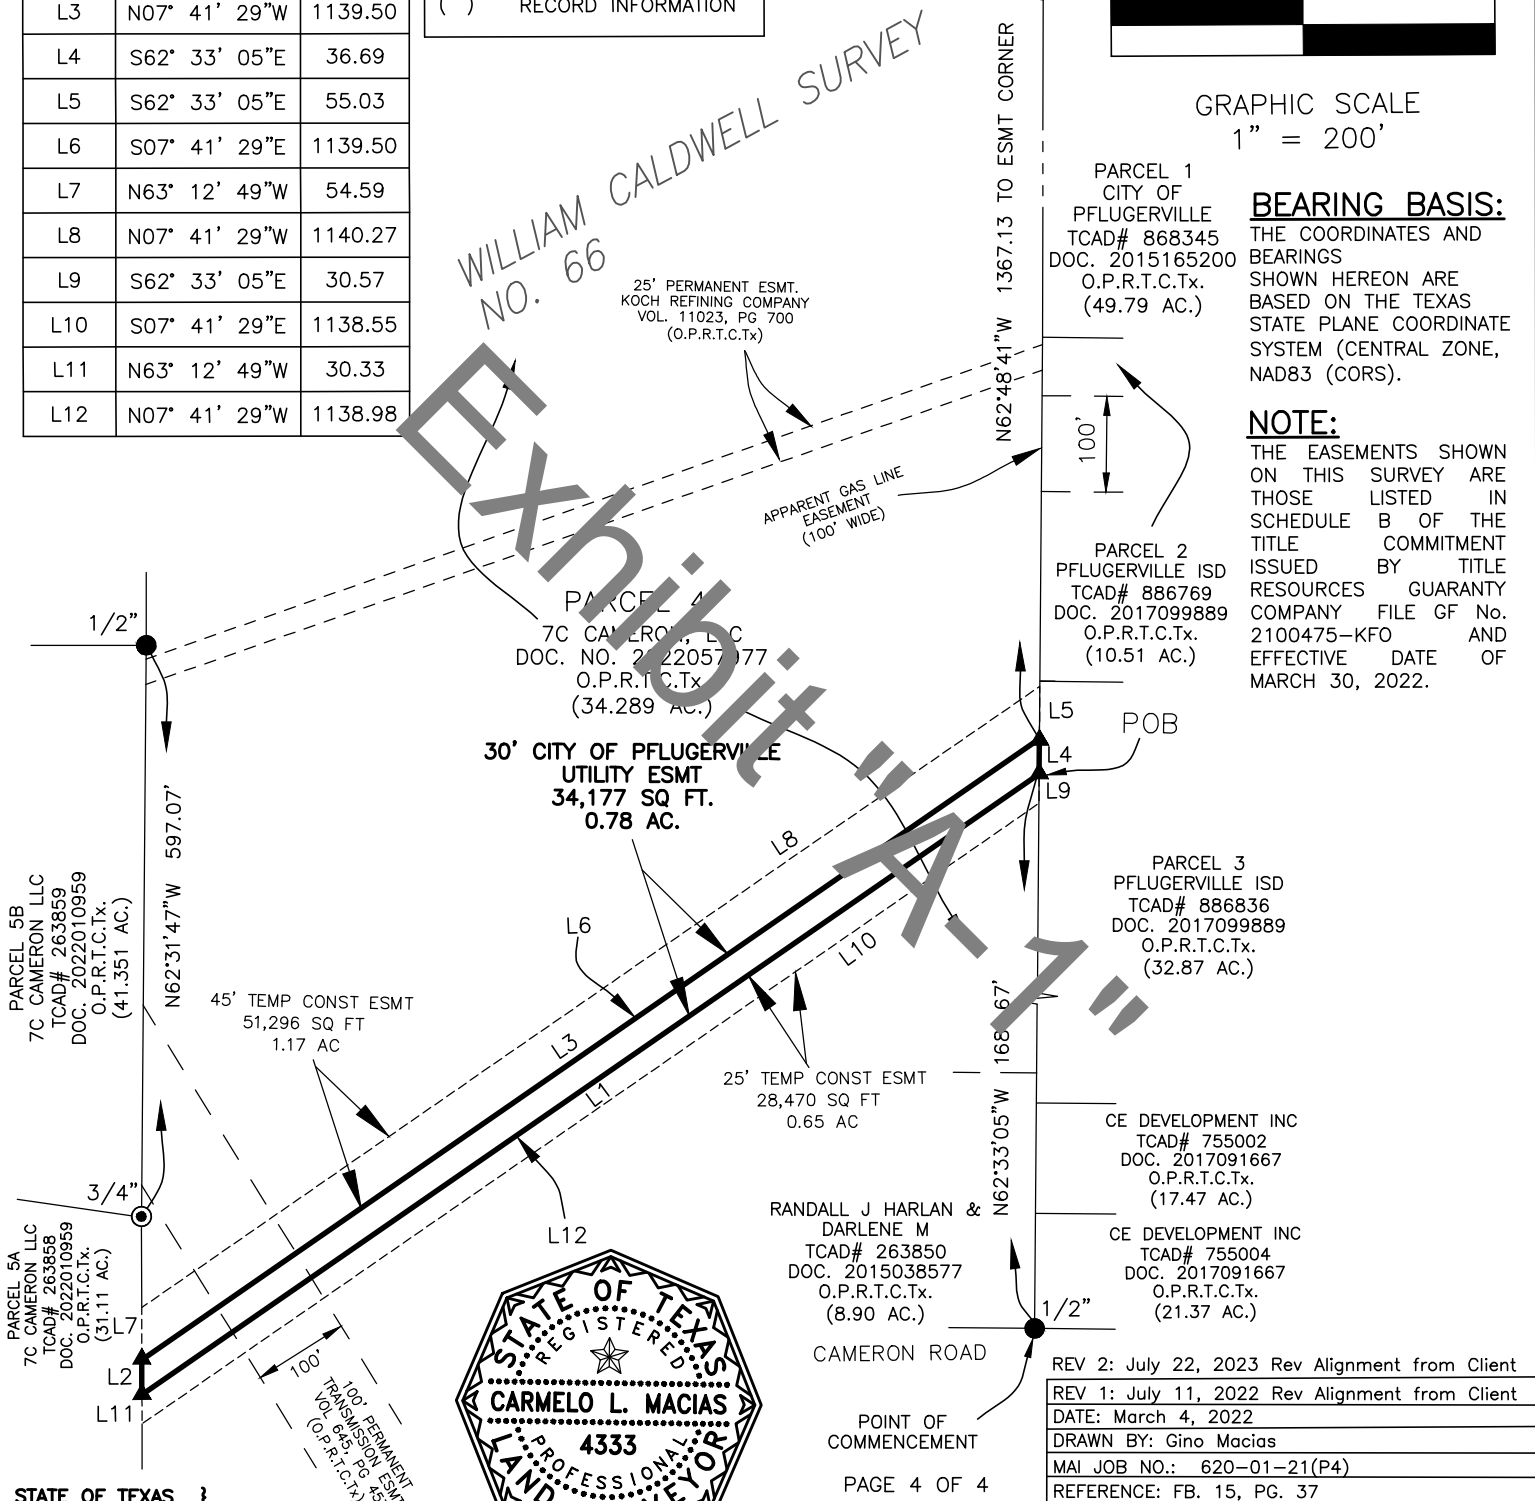 L3 N07° 41' 29"W 1139.50
L4 S62° 33' 05"E 36.69
L5 S62° 33' 05"E 55.03
L6 S07° 41' 29"E 1139.50
L7 N63° 12' 49"W 54.59
L8 N07° 41' 29"W 1140.27
L9 S62° 33' 05"E 30.57
L10 S07° 41' 29"E 1138.55
L11 N63° 12' 49"W 30.33
L12 N07° 41' 29"W 1138.98
( ) RECORD INFORMATION
WILLIAM CALDWELL SURVEY
NO. 66
N62°48'41"W 1367.13 TO ESMT CORNER
GRAPHIC SCALE
1" = 200'
PARCEL 1
CITY OF
PFLUGERVILLE
TCAD# 868345
DOC. 2015165200
O.P.R.T.C.Tx.
(49.79 AC.)
BEARING BASIS:
THE COORDINATES AND
BEARINGS
SHOWN HEREON ARE
BASED ON THE TEXAS
STATE PLANE COORDINATE
SYSTEM (CENTRAL ZONE,
NAD83 (CORS).
NOTE:
THE EASEMENTS SHOWN
ON THIS SURVEY ARE
THOSE LISTED IN
SCHEDULE B OF THE
TITLE COMMITMENT
ISSUED BY TITLE
RESOURCES GUARANTY
COMPANY FILE GF No.
2100475-KFO AND
EFFECTIVE DATE OF
MARCH 30, 2022.
25' PERMANENT ESMT.
KOCH REFINING COMPANY
VOL. 11023, PG 700
(O.P.R.T.C.Tx)
100'
APPARENT GAS LINE
EASEMENT
(100' WIDE)
PARCEL 2
PFLUGERVILLE ISD
TCAD# 886769
DOC. 2017099889
O.P.R.T.C.Tx.
(10.51 AC.)
Exhibit "A-1"
PARCEL 4
7C CAMERON, LLC
DOC. NO. 2022057977
O.P.R.T.C.Tx
(34.289 AC.)
1/2"
30' CITY OF PFLUGERVILLE
UTILITY ESMT
34,177 SQ FT.
0.78 AC.
L5
POB
L4
L9
N62°31'47"W 597.07'
L8
PARCEL 5B
7C CAMERON LLC
TCAD# 263859
DOC. 2022010959
O.P.R.T.C.Tx.
(41.351 AC.)
PARCEL 3
PFLUGERVILLE ISD
TCAD# 886836
DOC. 2017099889
O.P.R.T.C.Tx.
(32.87 AC.)
L6
L10
45' TEMP CONST ESMT
51,296 SQ FT
1.17 AC
L3
L1
25' TEMP CONST ESMT
28,470 SQ FT
0.65 AC
N62°33'05"W
CE DEVELOPMENT INC
TCAD# 755002
DOC. 2017091667
O.P.R.T.C.Tx.
(17.47 AC.)
3/4"
L12
PARCEL 5A
7C CAMERON LLC
TCAD# 263858
DOC. 2022010959
O.P.R.T.C.Tx.
(31.11 AC.)
RANDALL J HARLAN &
DARLENE M
TCAD# 263850
DOC. 2015038577
O.P.R.T.C.Tx.
(8.90 AC.)
CE DEVELOPMENT INC
TCAD# 755004
DOC. 2017091667
O.P.R.T.C.Tx.
(21.37 AC.)
L7
L2
L11
100'
100' PERMANENT
TRANSMISSION ESMT
VOL 645, PG
(O.P.R.T.C.Tx)
STATE OF TEXAS
REGISTERED
CARMELO L. MACIAS
4333
PROFESSIONAL
LAND
1/2"
CAMERON ROAD
POINT OF
COMMENCEMENT
PAGE 4 OF 4
REV 2: July 22, 2023 Rev Alignment from Client
REV 1: July 11, 2022 Rev Alignment from Client
DATE: March 4, 2022
DRAWN BY: Gino Macias
MAI JOB NO.: 620-01-21(P4)
REFERENCE: FB. 15, PG. 37
STATE OF TEXAS }